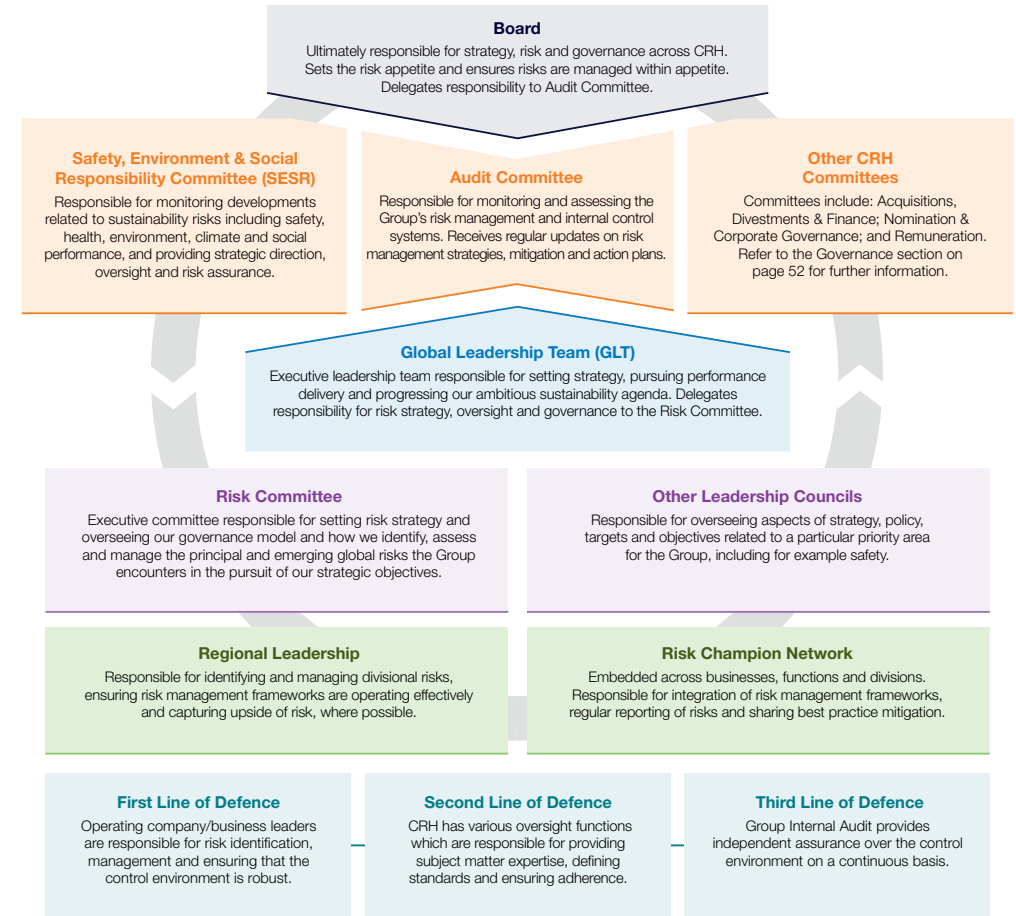 Board
Ultimately responsible for strategy, risk and governance across CRH.
Sets the risk appetite and ensures risks are managed within appetite.
Delegates responsibility to Audit Committee.
Safety, Environment & Social
Responsibility Committee (SESR)
Responsible for monitoring developments
related to sustainability risks including safety,
health, environment, climate and social
performance, and providing strategic direction,
oversight and risk assurance.
Audit Committee
Responsible for monitoring and assessing the
Group's risk management and internal control
systems. Receives regular updates on risk
management strategies, mitigation and action plans.
Other CRH
Committees
Committees include: Acquisitions,
Divestments & Finance; Nomination &
Corporate Governance; and Remuneration.
Refer to the Governance section on
page 52 for further information.
Global Leadership Team (GLT)
Executive leadership team responsible for setting strategy, pursuing performance
delivery and progressing our ambitious sustainability agenda. Delegates
responsibility for risk strategy, oversight and governance to the Risk Committee.
Risk Committee
Executive committee responsible for setting risk strategy and
overseeing our governance model and how we identify, assess
and manage the principal and emerging global risks the Group
encounters in the pursuit of our strategic objectives.
Other Leadership Councils
Responsible for overseeing aspects of strategy, policy,
targets and objectives related to a particular priority area
for the Group, including for example safety.
Regional Leadership
Responsible for identifying and managing divisional risks,
ensuring risk management frameworks are operating effectively
and capturing upside of risk, where possible.
Risk Champion Network
Embedded across businesses, functions and divisions.
Responsible for integration of risk management frameworks,
regular reporting of risks and sharing best practice mitigation.
First Line of Defence
Operating company/business leaders
are responsible for risk identification,
management and ensuring that the
control environment is robust.
Second Line of Defence
CRH has various oversight functions
which are responsible for providing
subject matter expertise, defining
standards and ensuring adherence.
Third Line of Defence
Group Internal Audit provides
independent assurance over the control
environment on a continuous basis.